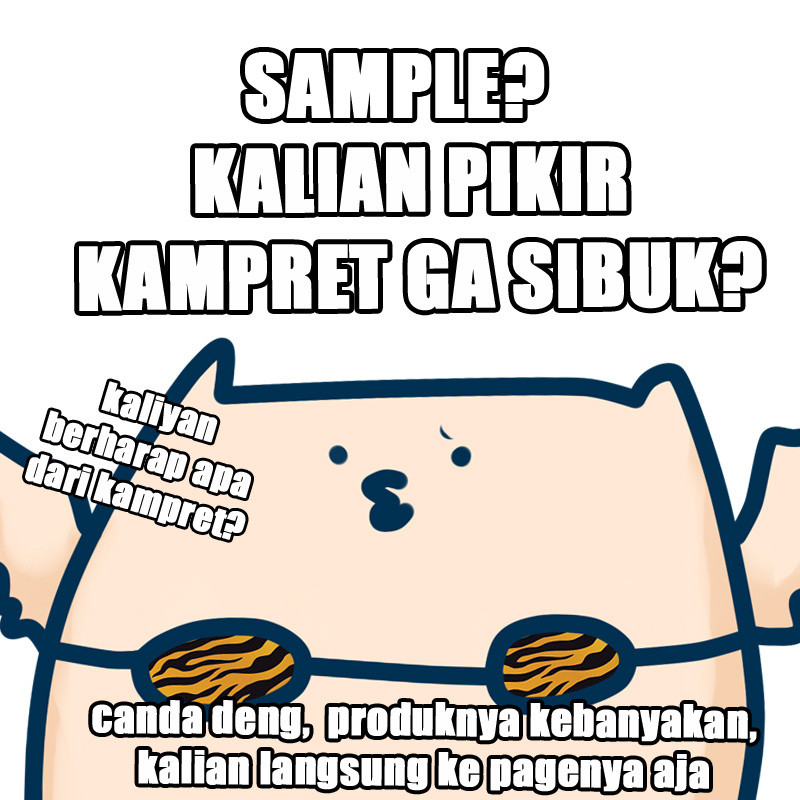 SAMPLE?
KALIAN PIKIR
KAMPRET GA SIBUK?
kaliyan
berharap apa
dari kampret?
canda deng, produknya kebanyakan,
kalian langsung ke pagenya aja